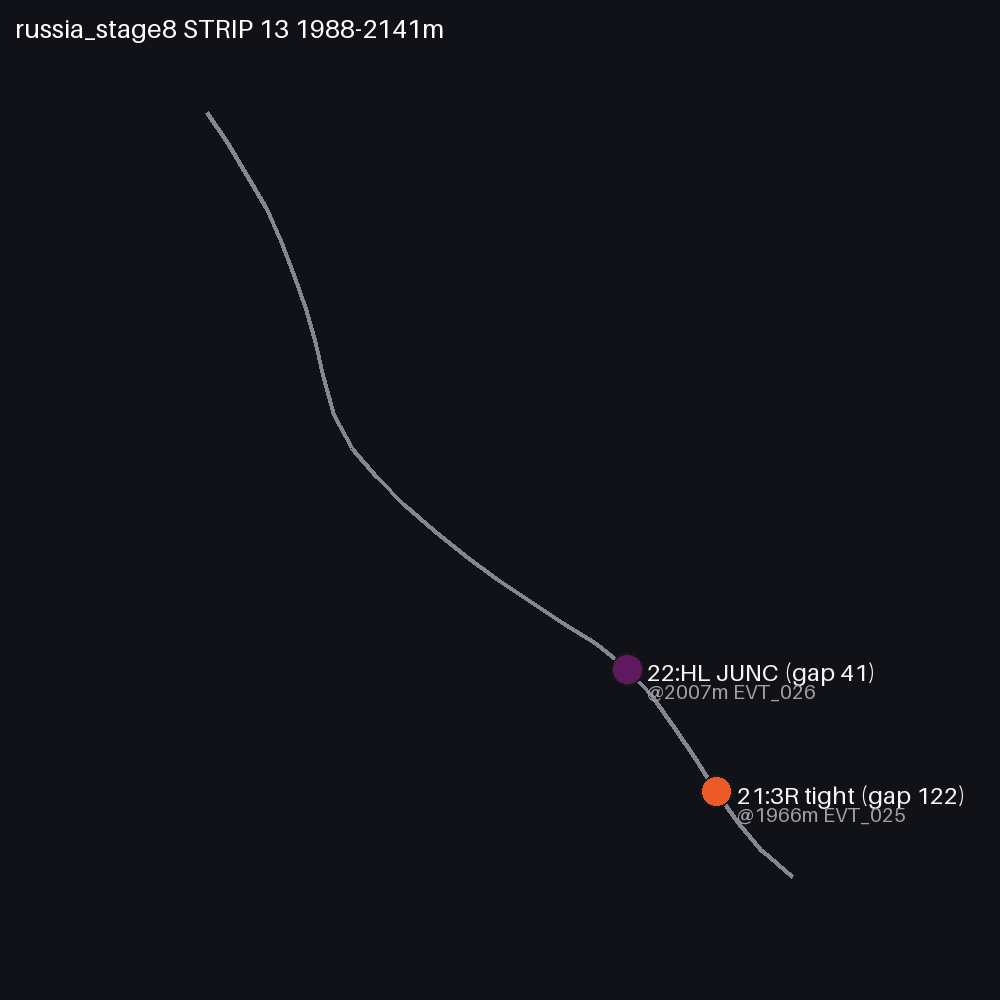 russia_stage8 STRIP 13 1988-2141m
22:HL JUNC (gap 41)
@2007m EVT_026
21:3R tight (gap 122)
@1966m EVT_025